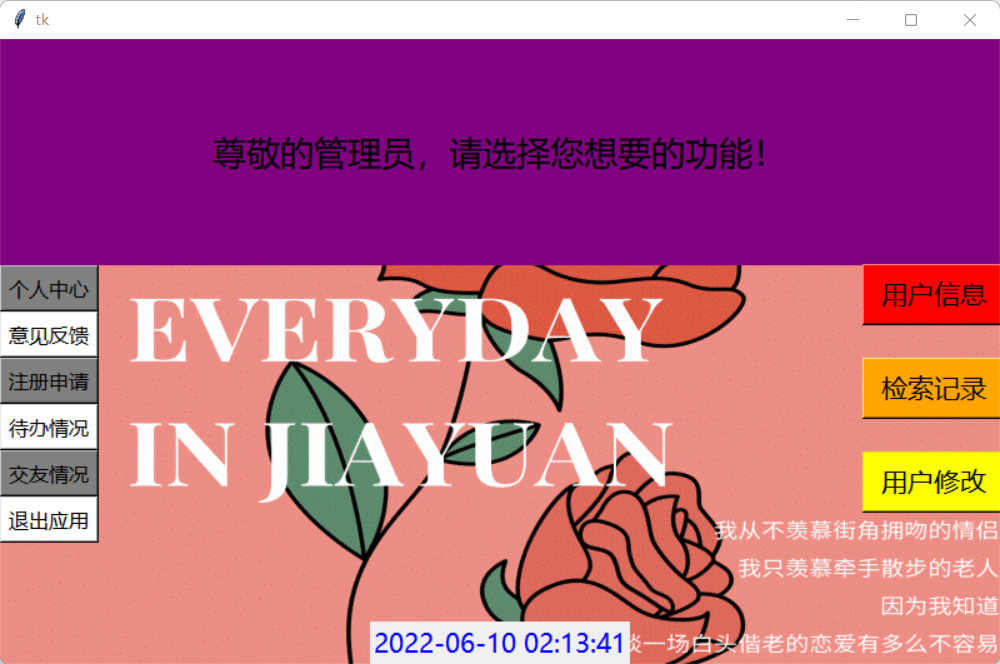 tk
尊敬的管理员，请选择您想要的功能！
个人中心
意见反馈
注册申请
待办情况
交友情况
退出应用
EVERYDAY
IN JIAYUAN
用户信息
检索记录
用户修改
我从不羡慕街角拥吻的情侣
我只羡慕牵手散步的老人
因为我知道
谈一场白头偕老的恋爱有多么不容易
2022-06-10 02:13:41